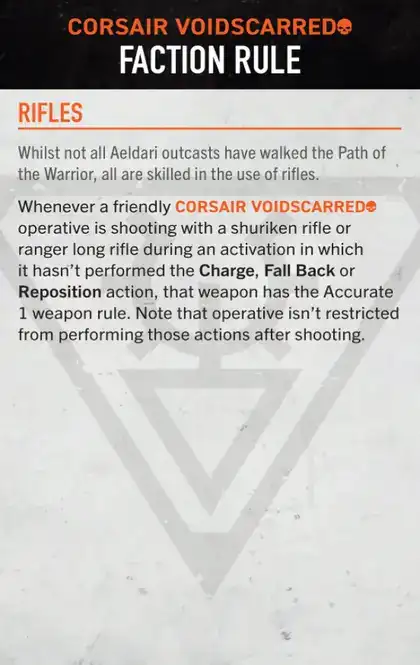 CORSAIR VOIDSCARRED
FACTION RULE
RIFLES
Whilst not all Aeldari outcasts have walked the Path of
the Warrior, all are skilled in the use of rifles.
Whenever a friendly CORSAIR VOIDSCARRED
operative is shooting with a shuriken rifle or
ranger long rifle during an activation in which
it hasn't performed the Charge, Fall Back or
Reposition action, that weapon has the Accurate
1 weapon rule. Note that operative isn't restricted
from performing those actions after shooting.